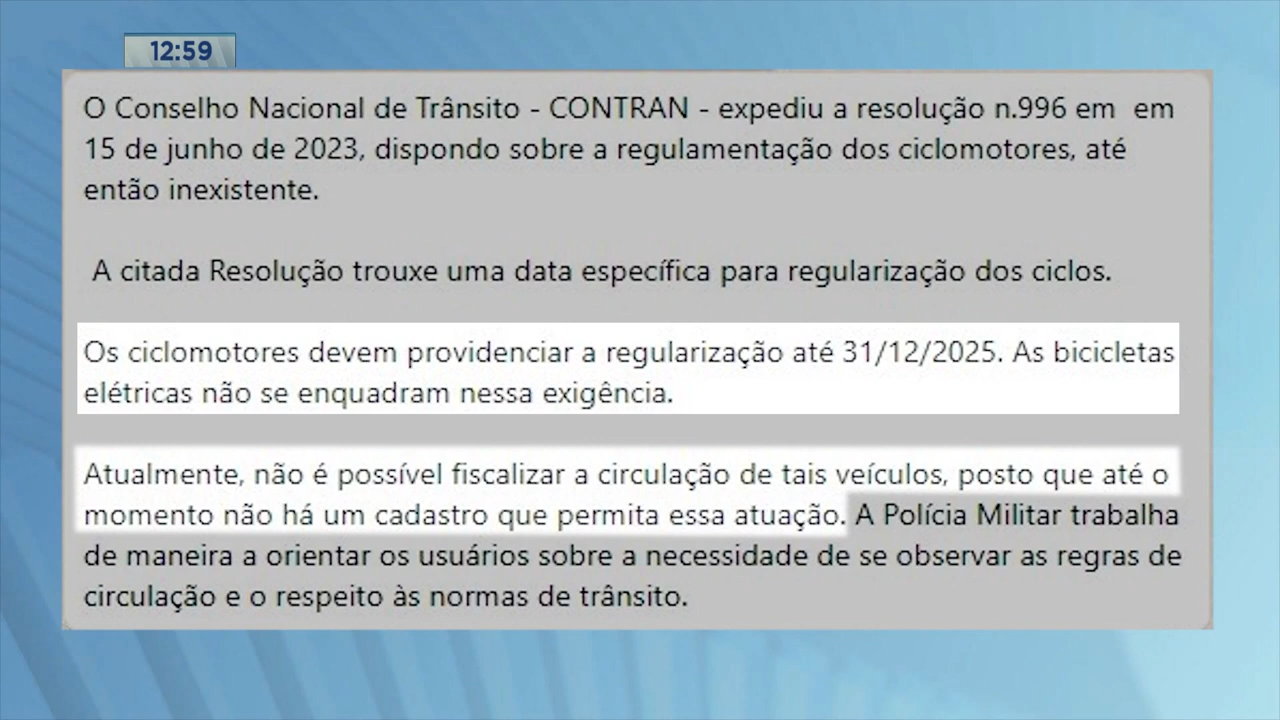 12:59
O Conselho Nacional de Trânsito - CONTRAN - expediu a resolução n.996 em  em
15 de junho de 2023, dispondo sobre a regulamentação dos ciclomotores, até
então inexistente.
A citada Resolução trouxe uma data específica para regularização dos ciclos.
Os ciclomotores devem providenciar a regularização até 31/12/2025. As bicicletas
elétricas não se enquadram nessa exigência.
Atualmente, não é possível fiscalizar a circulação de tais veículos, posto que até o
momento não há um cadastro que permita essa atuação. A Polícia Militar trabalha
de maneira a orientar os usuários sobre a necessidade de se observar as regras de
circulação e o respeito às normas de trânsito.